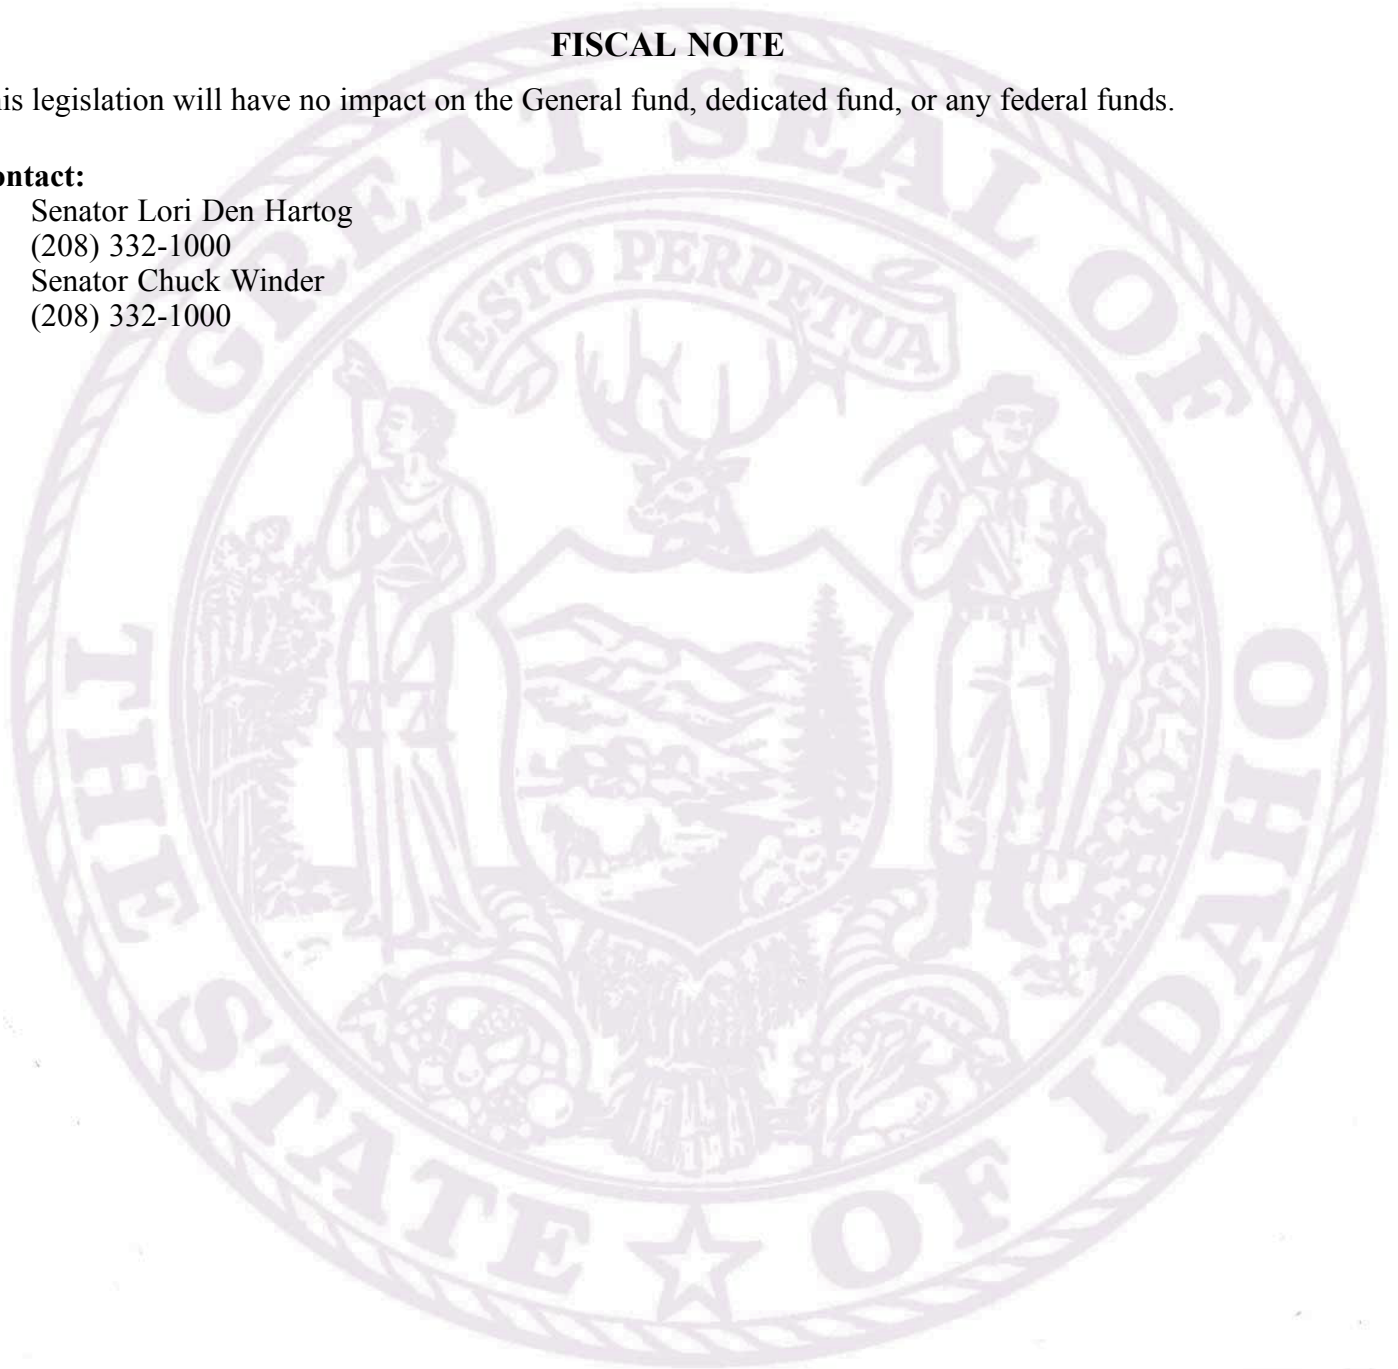 FISCAL NOTE
his legislation will have no impact on the General fund, dedicated fund, or any federal funds.
ontact:
Senator Lori Den Hartog
(208) 332-1000
Senator Chuck Winder
(208) 332-1000
GREAT SEAL OF
THE STATE ☆ OF IDAHO
ESTO PERPETUA